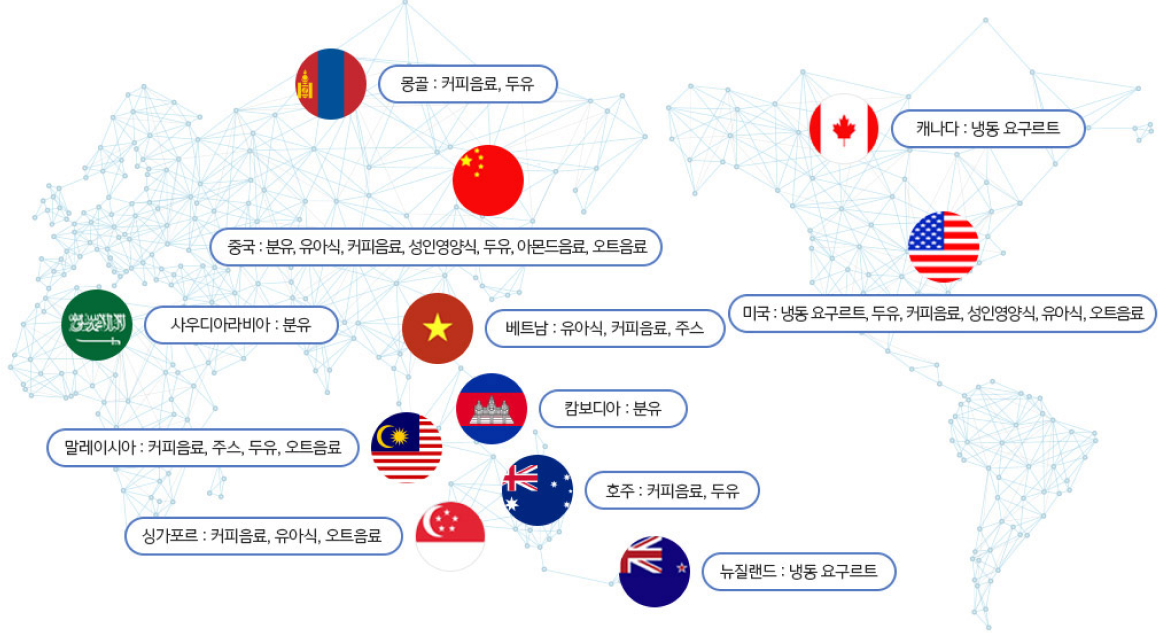 몽골 : 커피음료, 두유
캐나다 : 냉동 요구르트
중국 : 분유, 유아식, 커피음료, 성인영양식, 두유, 아몬드음료, 오트음료
사우디아라비아 : 분유
베트남 : 유아식, 커피음료, 주스
미국 : 냉동 요구르트, 두유, 커피음료, 성인영양식, 유아식, 오트음료
캄보디아 : 분유
말레이시아 : 커피음료, 주스, 두유, 오트음료
호주 : 커피음료, 두유
싱가포르 : 커피음료, 유아식, 오트음료
뉴질랜드 : 냉동 요구르트